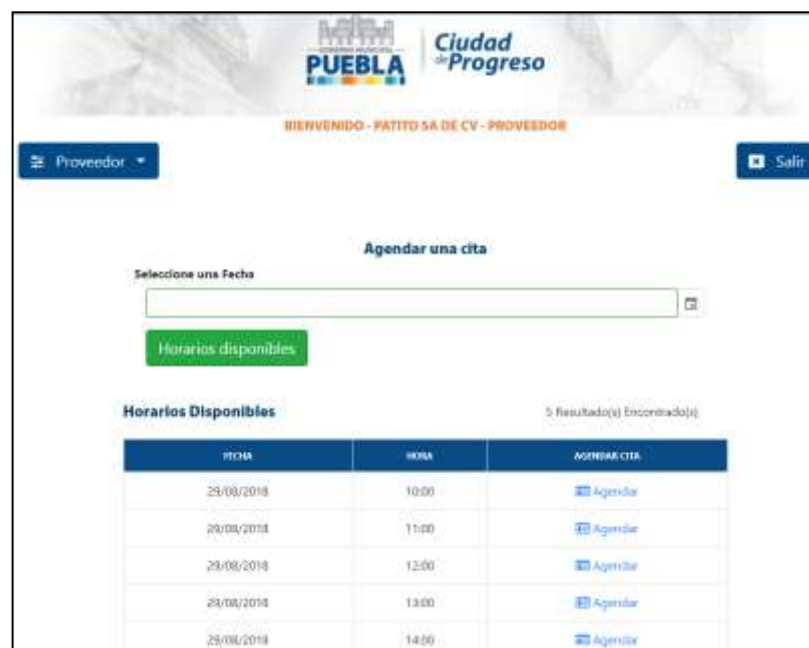 GOBIERNO MUNICIPAL
PUEBLA
Ciudad
de Progreso
BIENVENIDO - PATITO SA DE CV - PROVEEDOR
Proveedor
Salir
Agendar una cita
Seleccione una Fecha
Horarios disponibles
Horarios Disponibles 5 Resultado(s) Encontrado(s)
FECHA HORA AGENDAR CITA
29/08/2018 10:00 Agendar
29/08/2018 11:00 Agendar
29/08/2018 12:00 Agendar
29/08/2018 13:00 Agendar
29/08/2018 14:00 Agendar